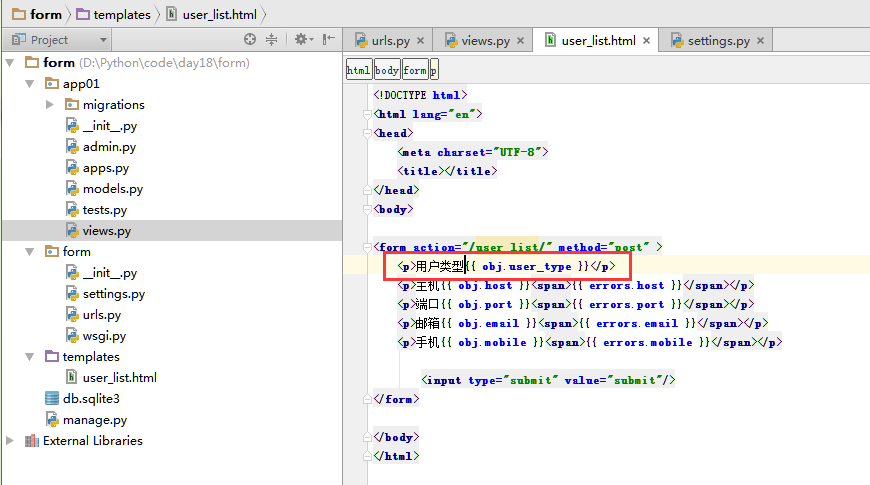 form templates user_list.html
Project
urls.py views.py user_list.html settings.py
form (D:\Python\code\day18\form)
app01
migrations
__init__.py
admin.py
apps.py
models.py
tests.py
views.py
form
__init__.py
settings.py
urls.py
wsgi.py
templates
user_list.html
db.sqlite3
manage.py
External Libraries
html body form p
<!DOCTYPE html>
<html lang="en">
<head>
<meta charset="UTF-8">
<title></title>
</head>
<body>
<form action="/user_list/" method="post" >
<p>用户类型{{ obj.user_type }}</p>
<p>主机{{ obj.host }}<span>{{ errors.host }}</span></p>
<p>端口{{ obj.port }}<span>{{ errors.port }}</span></p>
<p>邮箱{{ obj.email }}<span>{{ errors.email }}</span></p>
<p>手机{{ obj.mobile }}<span>{{ errors.mobile }}</span></p>
<input type="submit" value="submit"/>
</form>
</body>
</html>